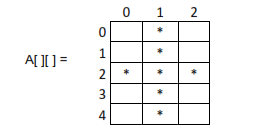 0 1 2
0 *
1 *
A[ ][ ] =
2 * * *
3 *
4 *